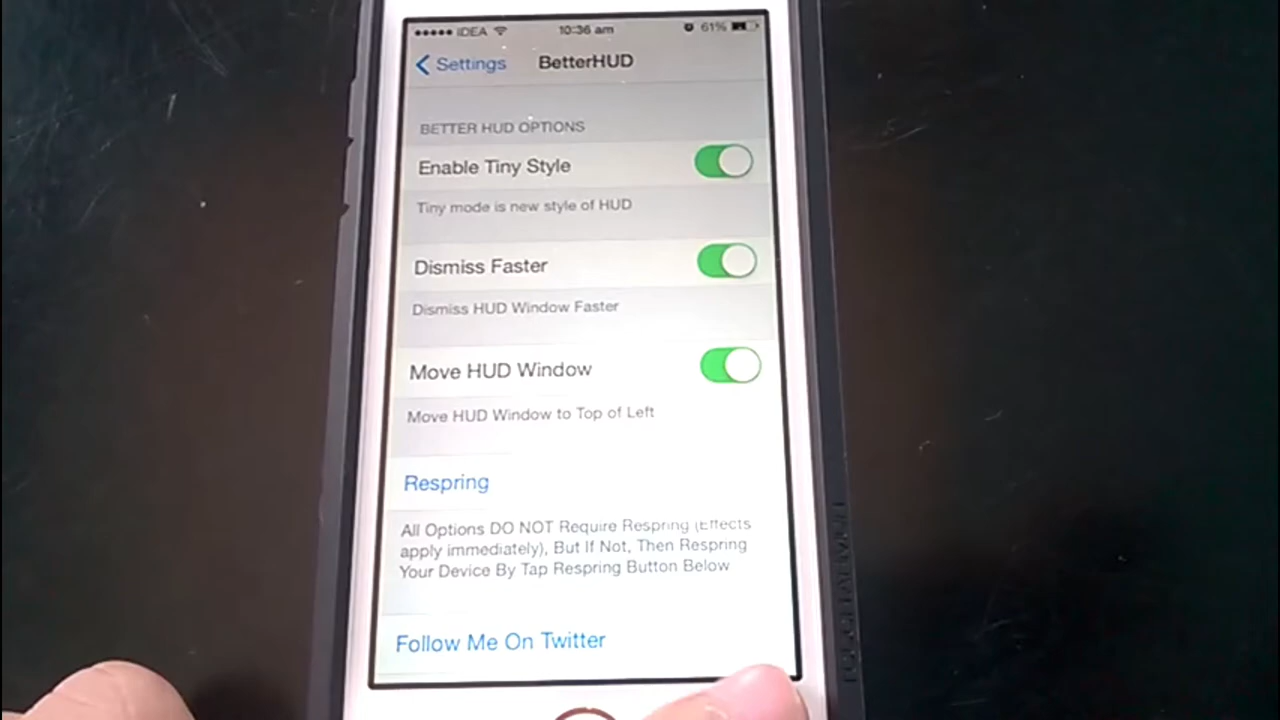 IDEA 10:36 am 61%
Settings BetterHUD
BETTER HUD OPTIONS
Enable Tiny Style
Tiny mode is new style of HUD
Dismiss Faster
Dismiss HUD Window Faster
Move HUD Window
Move HUD Window to Top of Left
Respring
All Options DO NOT Require Respring (Effects
apply immediately), But If Not, Then Respring
Your Device By Tap Respring Button Below
Follow Me On Twitter